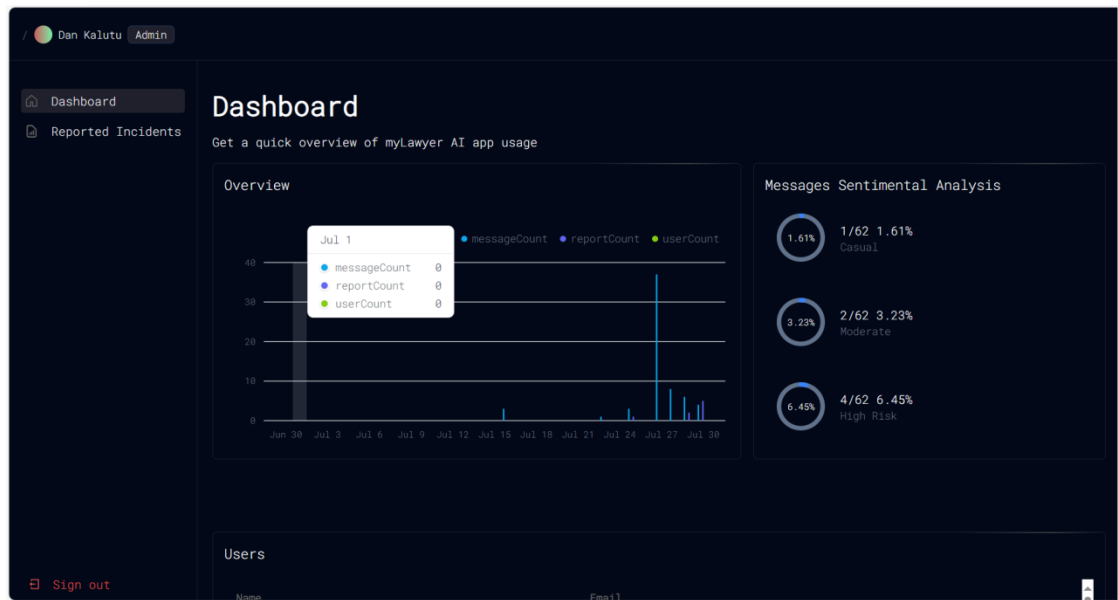 / Dan Kalutu Admin
Dashboard
Reported Incidents
Sign out
Dashboard
Get a quick overview of myLawyer AI app usage
Overview
messageCount reportCount userCount
Jul 1
messageCount 0
reportCount 0
userCount 0
40
30
20
10
0
Jun 30 Jul 3 Jul 6 Jul 9 Jul 12 Jul 15 Jul 18 Jul 21 Jul 24 Jul 27 Jul 30
Messages Sentimental Analysis
1.61%
1/62 1.61%
Casual
3.23%
2/62 3.23%
Moderate
6.45%
4/62 6.45%
High Risk
Users
Name Email